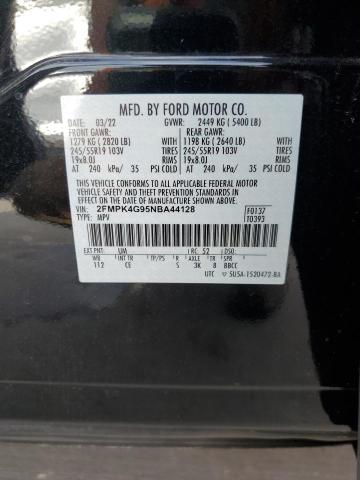 MFD. BY FORD MOTOR CO.
DATE: 03/22 GVWR: 2449 KG ( 5400 LB)
FRONT GAWR: REAR GAWR:
1279 KG ( 2820 LB) WITH 1198 KG ( 2640 LB) WITH
245/55R19 103V TIRES 245/55R19 103V TIRES
19x8.0J RIMS 19x8.0J RIMS
AT 240 kPa/ 35 PSI COLD AT 240 kPa/ 35 PSI COLD
THIS VEHICLE CONFORMS TO ALL APPLICABLE FEDERAL MOTOR
VEHICLE SAFETY AND THEFT PREVENTION STANDARDS IN
EFFECT ON THE DATE OF MANUFACTURE SHOWN ABOVE.
VIN: 2FMPK4G95NBA44128 F0137
TYPE: MPV T0393
EXT PNT: UM RC: 52 DSO:
WB INT TR TP/PS R AXLE TR SPR
112 CE S 3K 8 BBCC
UTC 5U5A-1520472-BA